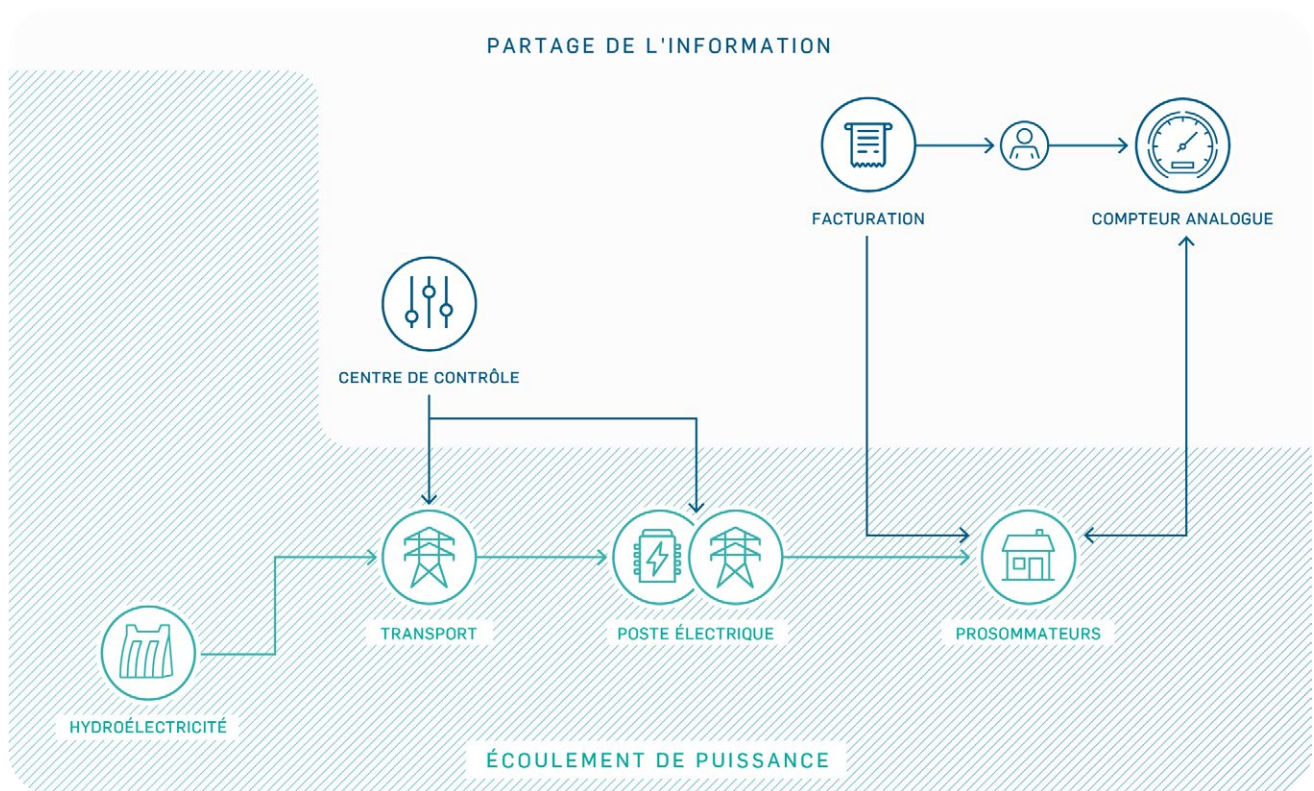 PARTAGE DE L'INFORMATION
FACTURATION
COMPTEUR ANALOGUE
CENTRE DE CONTRÔLE
TRANSPORT
POSTE ÉLECTRIQUE
PROSOMMATEURS
HYDROÉLECTRICITÉ
ÉCOULEMENT DE PUISSANCE